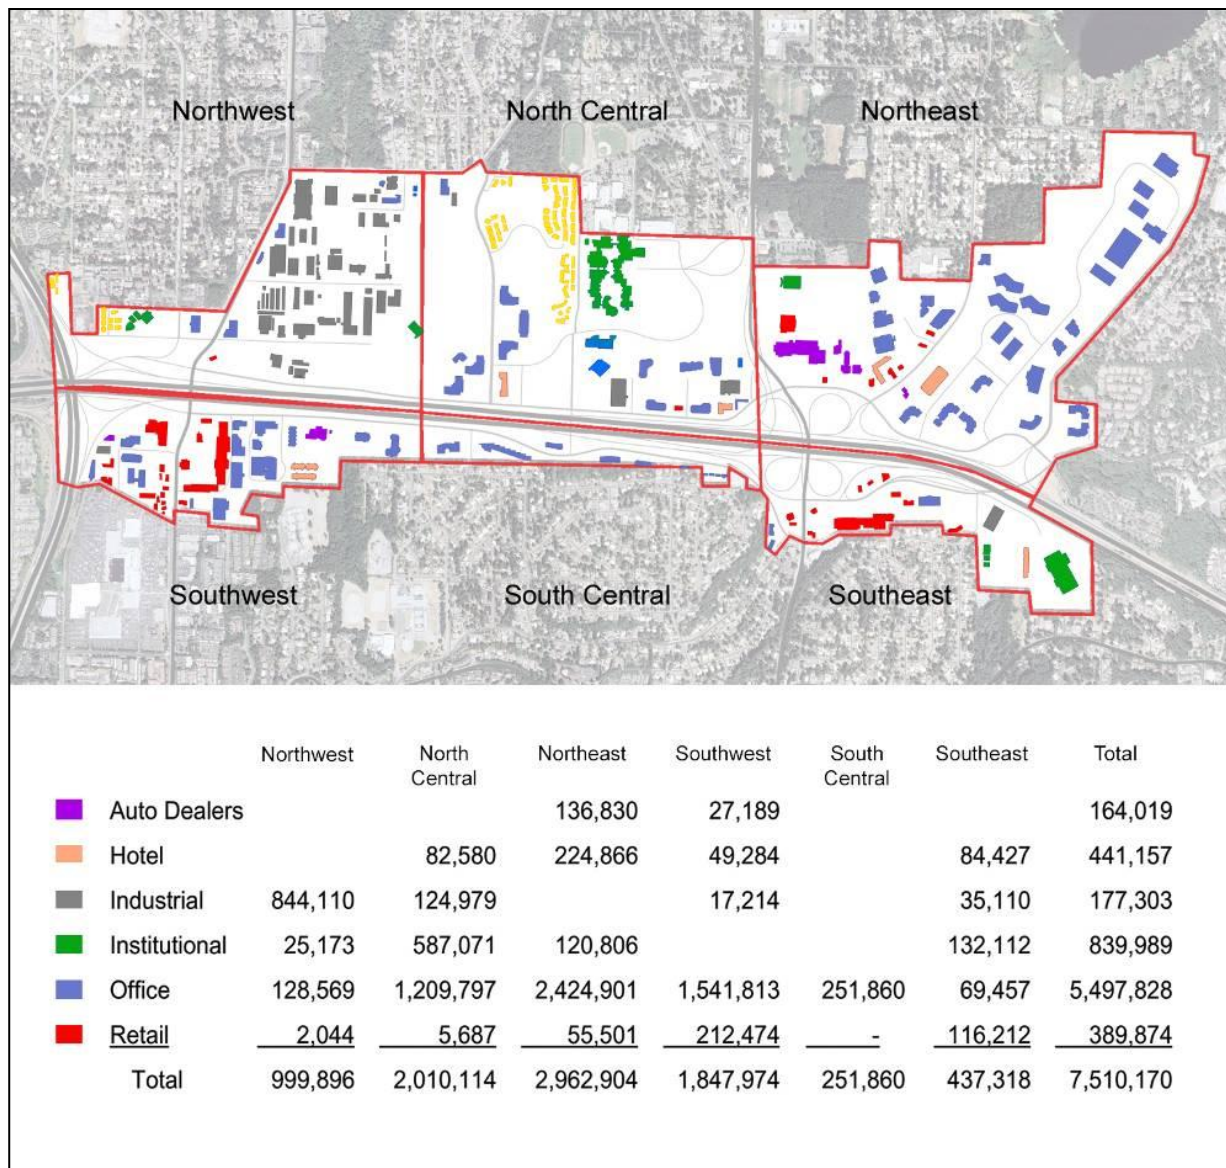 Northwest North Central Northeast
Southwest South Central Southeast
Northwest North Central Northeast Southwest South Central Southeast Total
Auto Dealers 136,830 27,189 164,019
Hotel 82,580 224,866 49,284 84,427 441,157
Industrial 844,110 124,979 17,214 35,110 177,303
Institutional 25,173 587,071 120,806 132,112 839,989
Office 128,569 1,209,797 2,424,901 1,541,813 251,860 69,457 5,497,828
Retail 2,044 5,687 55,501 212,474 - 116,212 389,874
Total 999,896 2,010,114 2,962,904 1,847,974 251,860 437,318 7,510,170